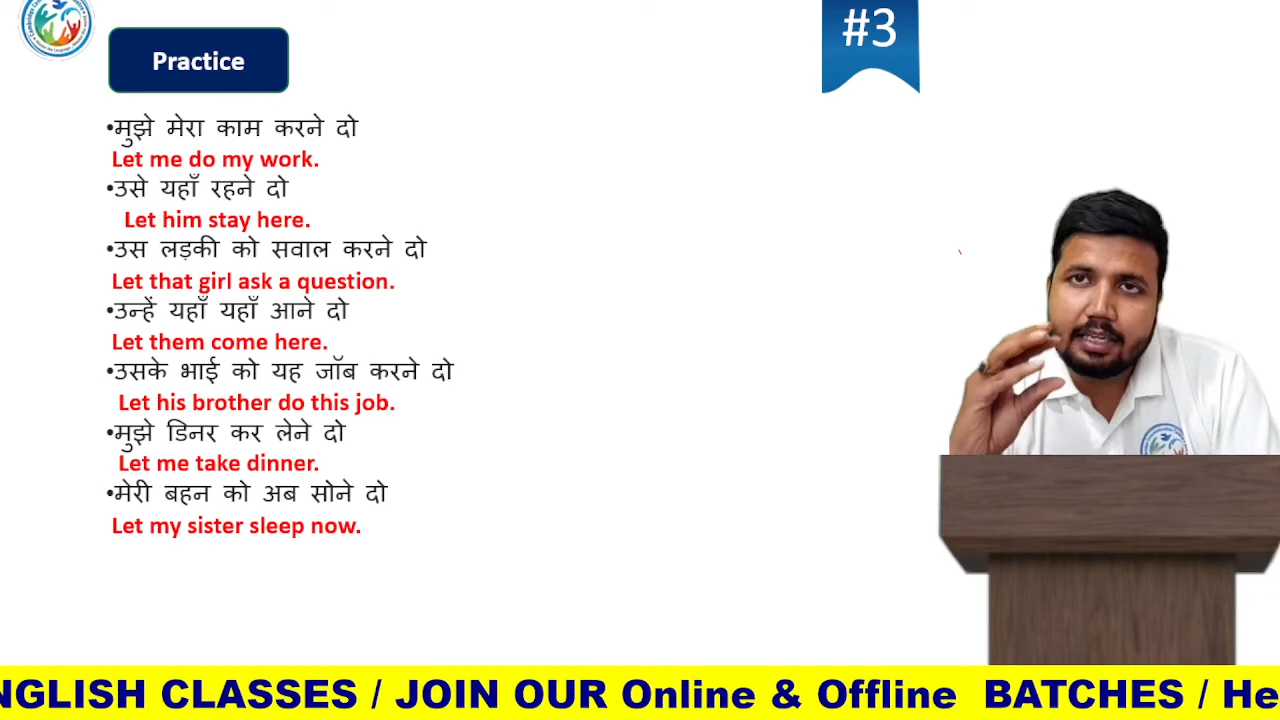 #3
Practice
•मुझे मेरा काम करने दो
Let me do my work.
•उसे यहाँ रहने दो
Let him stay here.
•उस लड़की को सवाल करने दो
Let that girl ask a question.
•उन्हें यहाँ यहाँ आने दो
Let them come here.
•उसके भाई को यह जॉब करने दो
Let his brother do this job.
•मुझे डिनर कर लेने दो
Let me take dinner.
•मेरी बहन को अब सोने दो
Let my sister sleep now.
NGLISH CLASSES / JOIN OUR Online & Offline BATCHES / He